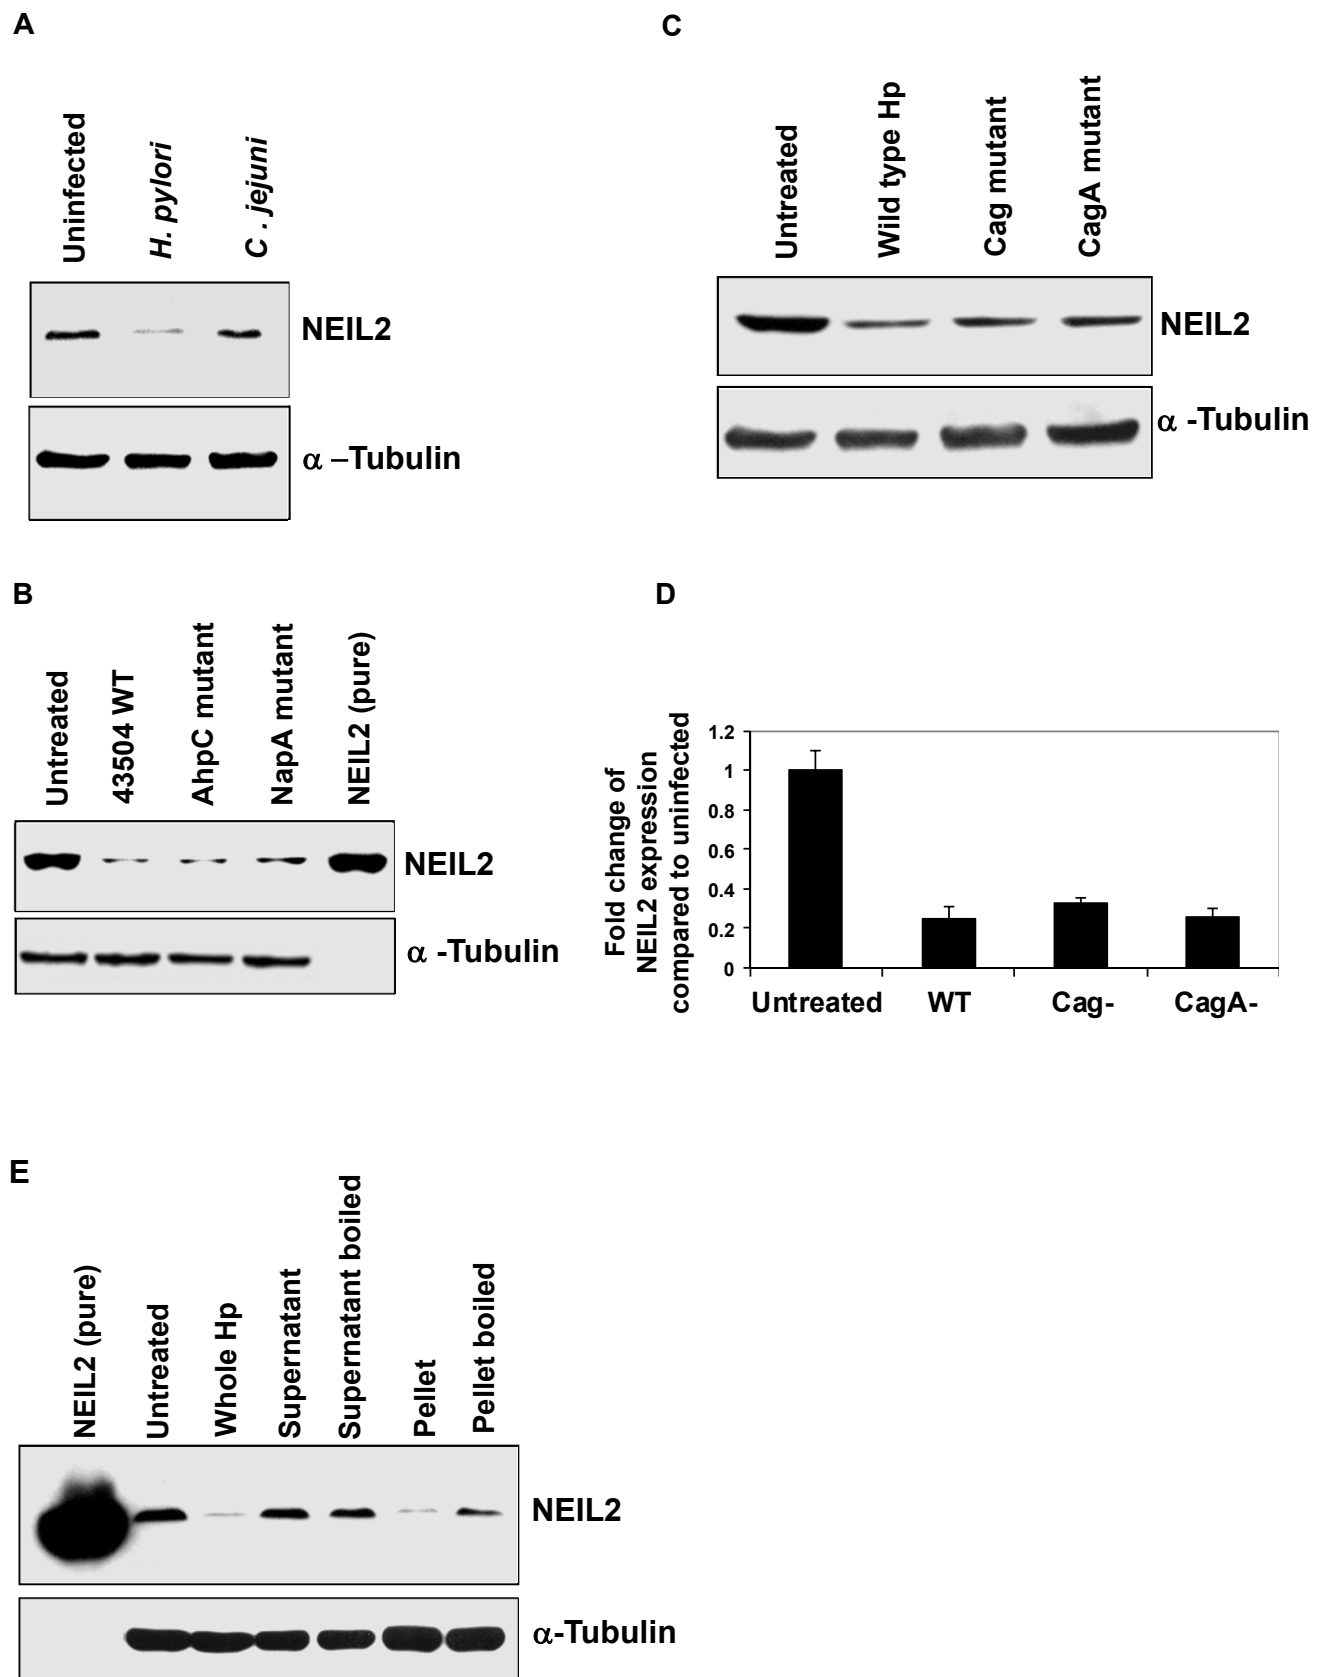 A
Uninfected
H. pylori
C . jejuni
NEIL2
α –Tubulin
C
Untreated
Wild type Hp
Cag mutant
CagA mutant
NEIL2
α -Tubulin
B
Untreated
43504 WT
AhpC mutant
NapA mutant
NEIL2 (pure)
NEIL2
α -Tubulin
D
Fold change of
NEIL2 expression
compared to uninfected
1.2
1
0.8
0.6
0.4
0.2
0
Untreated
WT
Cag-
CagA-
E
NEIL2 (pure)
Untreated
Whole Hp
Supernatant
Supernatant boiled
Pellet
Pellet boiled
NEIL2
α-Tubulin